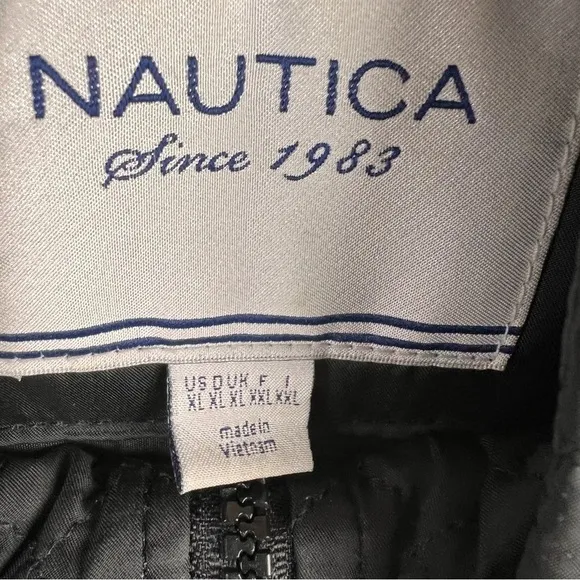 NAUTICA
Since 1983
US D UK F I
XL XL XL XXL XXL
made in
Vietnam